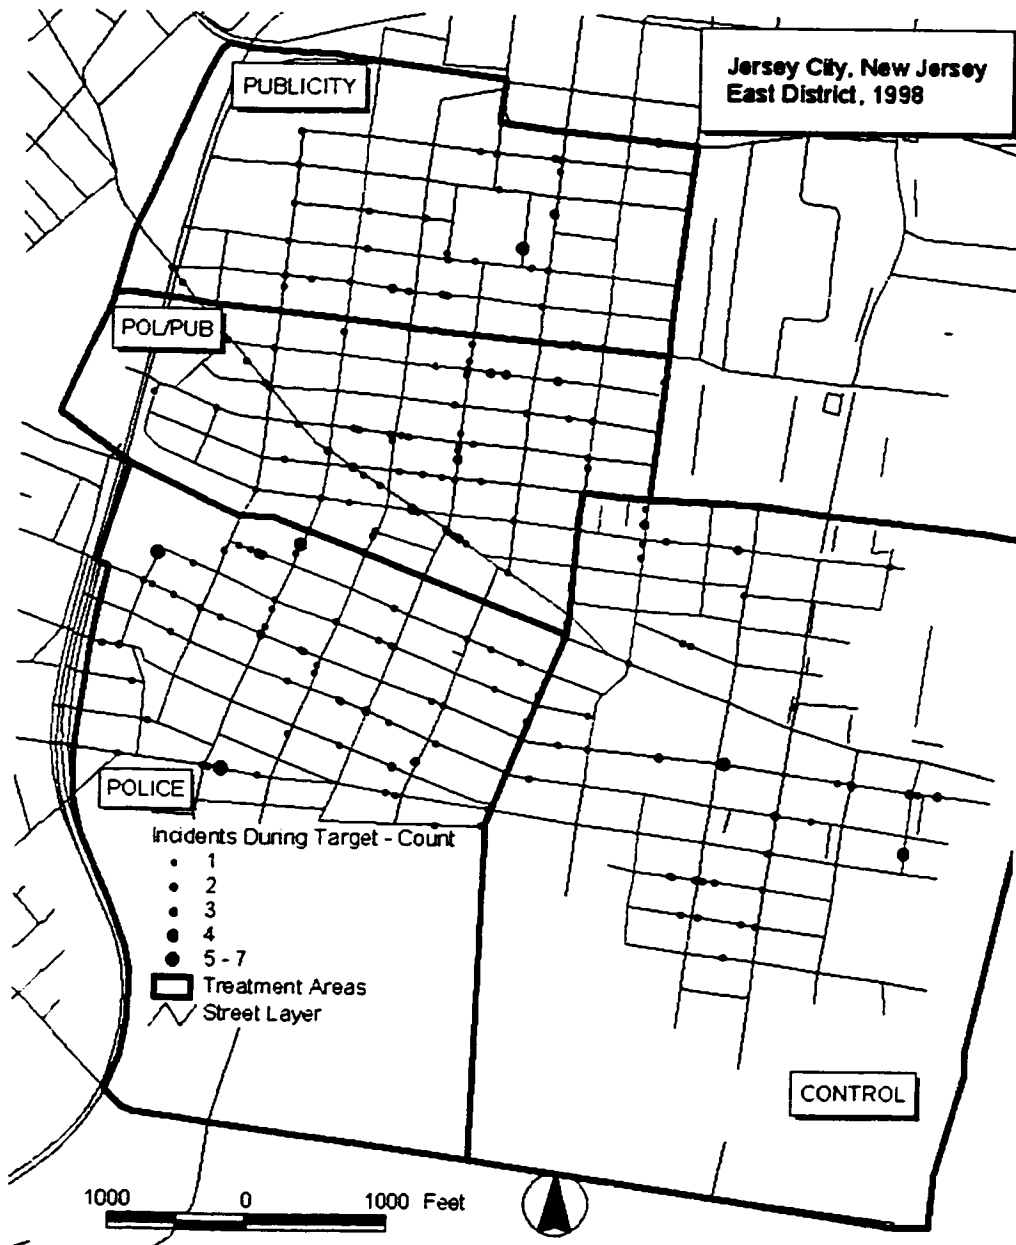 Jersey City, New Jersey
East District, 1998
PUBLICITY
POL/PUB
POLICE
Incidents During Target - Count
1
2
3
4
5 - 7
Treatment Areas
Street Layer
CONTROL
1000 0 1000 Feet